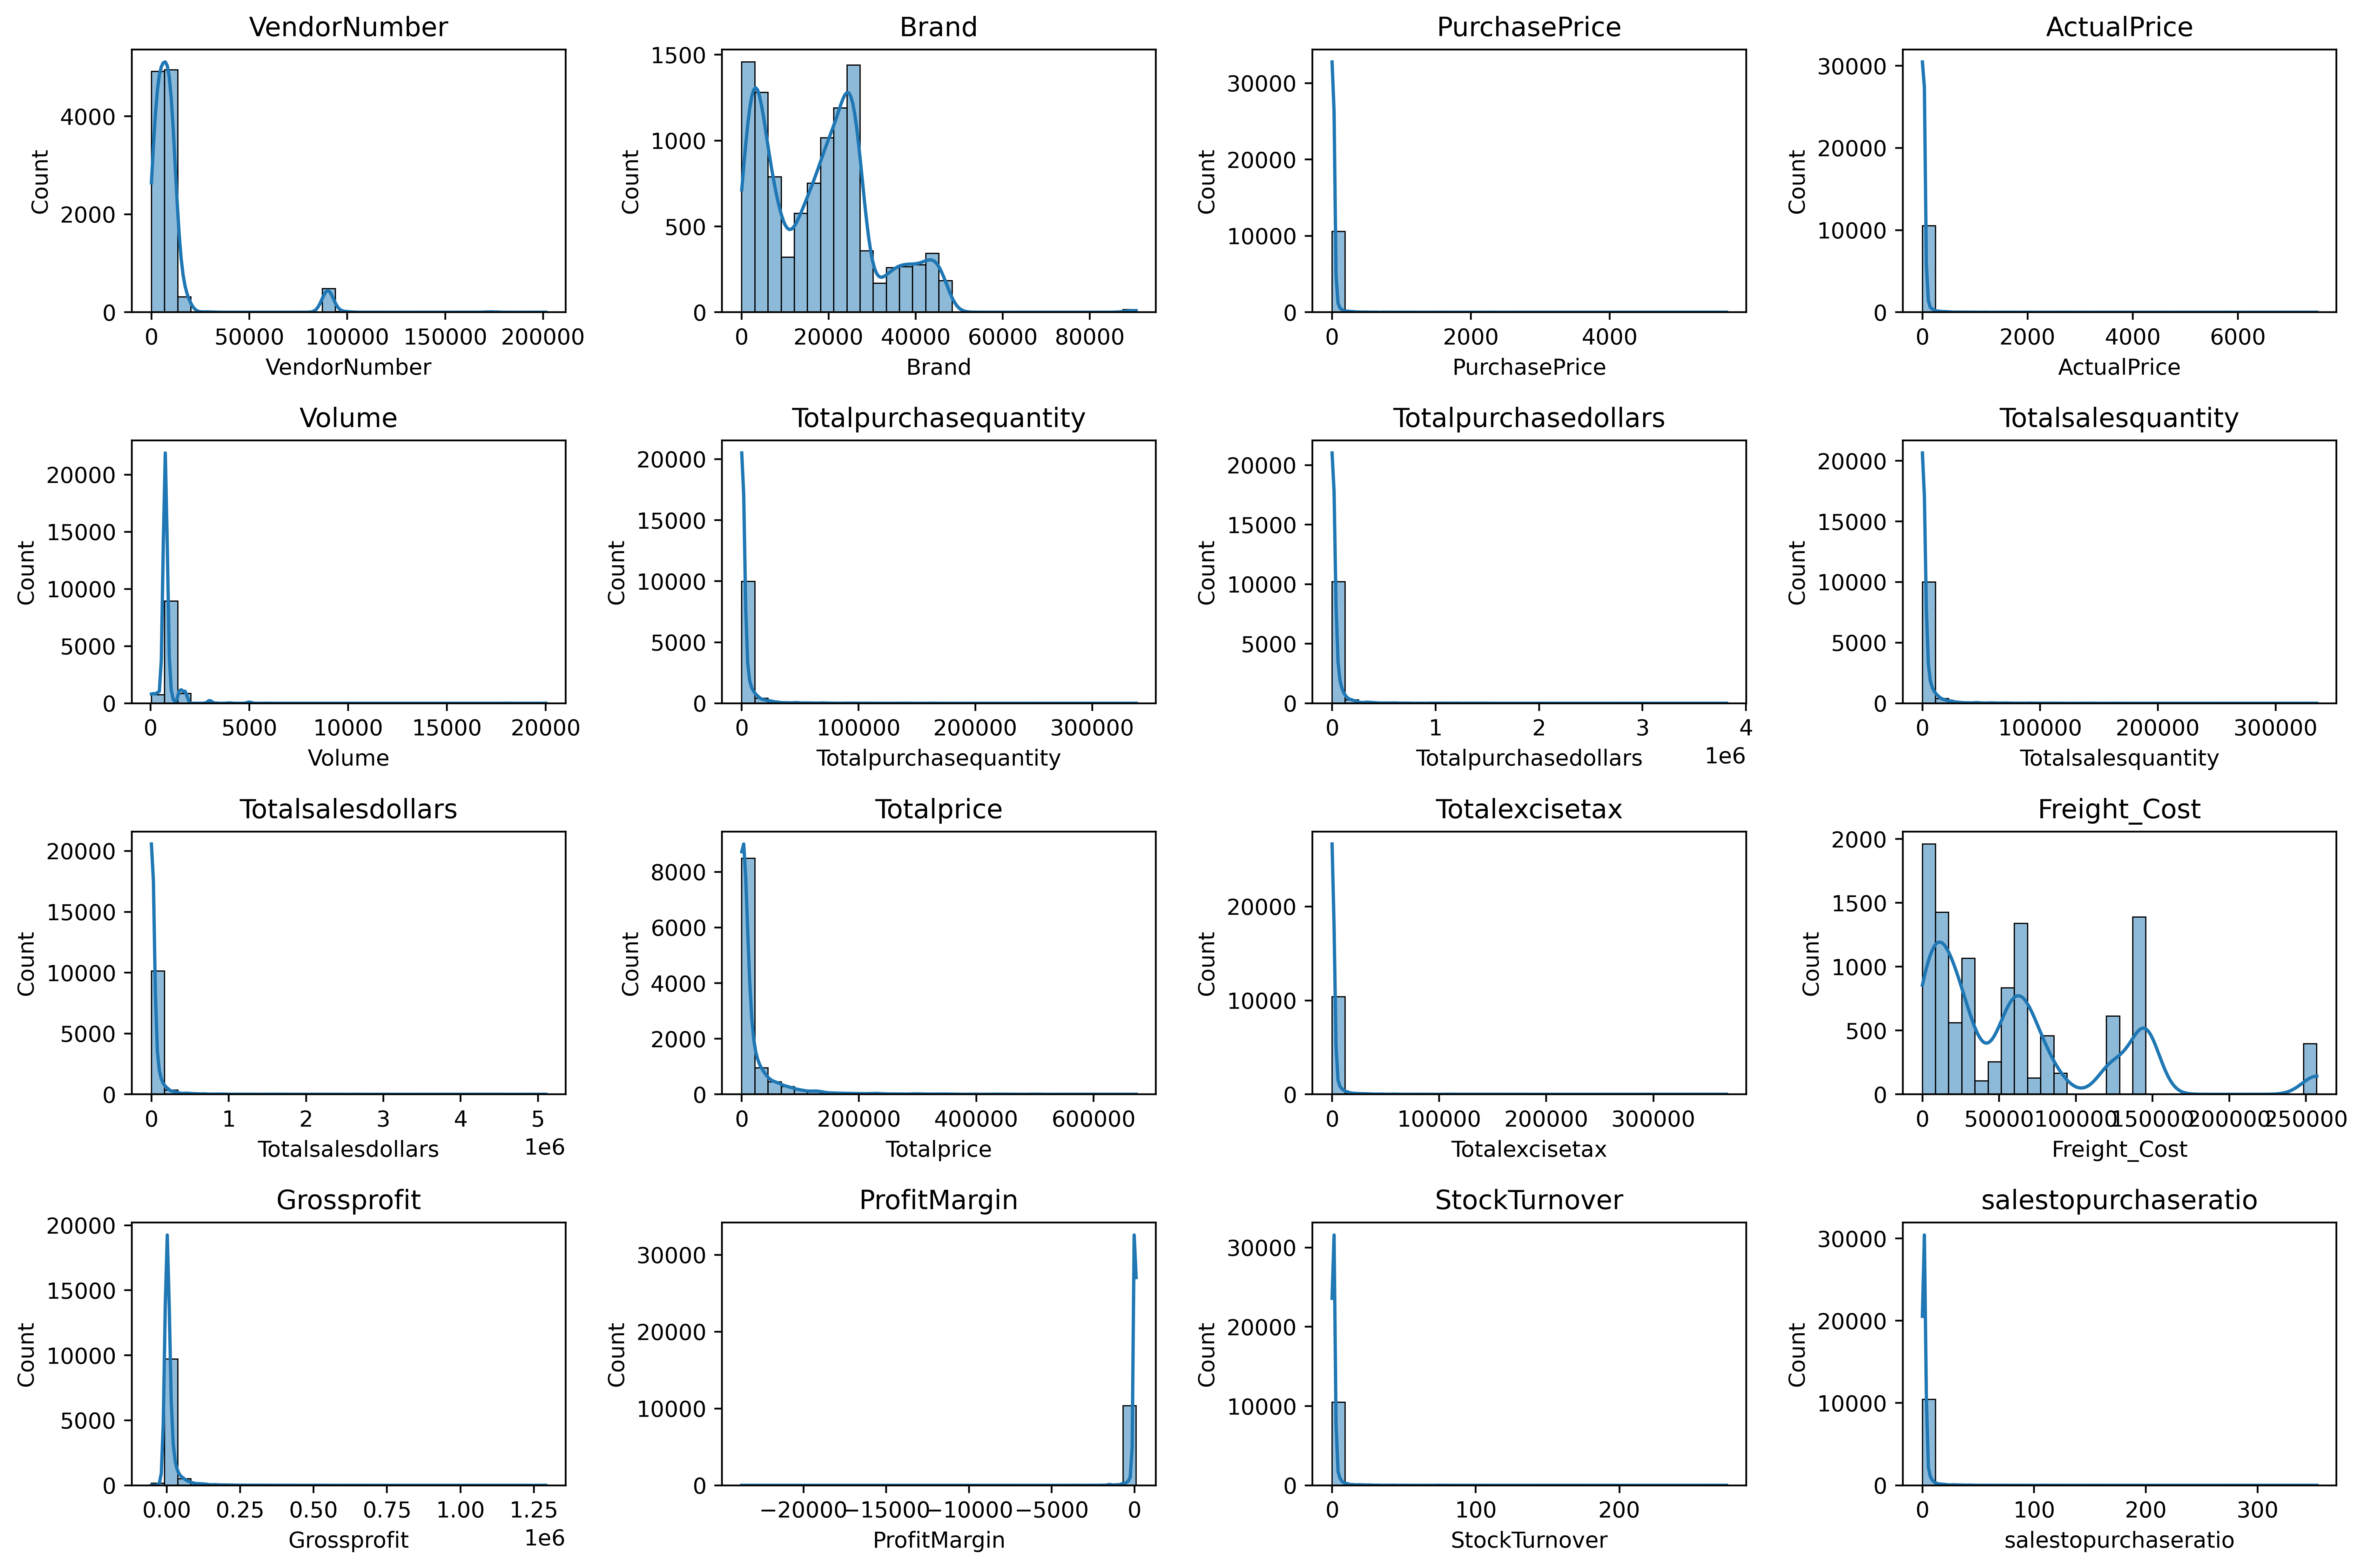 VendorNumber
Count
4000
2000
0
0 50000 100000 150000 200000
VendorNumber
Brand
Count
1500
1000
500
0
0 20000 40000 60000 80000
Brand
PurchasePrice
Count
30000
20000
10000
0
0 2000 4000
PurchasePrice
ActualPrice
Count
30000
20000
10000
0
0 2000 4000 6000
ActualPrice
Volume
Count
20000
15000
10000
5000
0
0 5000 10000 15000 20000
Volume
Totalpurchasequantity
Count
20000
15000
10000
5000
0
0 100000 200000 300000
Totalpurchasequantity
Totalpurchasedollars
Count
20000
15000
10000
5000
0
0 1 2 3 4
1e6
Totalpurchasedollars
Totalsalesquantity
Count
20000
15000
10000
5000
0
0 100000 200000 300000
Totalsalesquantity
Totalsalesdollars
Count
20000
15000
10000
5000
0
0 1 2 3 4 5
1e6
Totalsalesdollars
Totalprice
Count
8000
6000
4000
2000
0
0 200000 400000 600000
Totalprice
Totalexcisetax
Count
20000
10000
0
0 100000 200000 300000
Totalexcisetax
Freight_Cost
Count
2000
1500
1000
500
0
0 50000 100000 150000 200000 250000
Freight_Cost
Grossprofit
Count
20000
15000
10000
5000
0
0.00 0.25 0.50 0.75 1.00 1.25
1e6
Grossprofit
ProfitMargin
Count
30000
20000
10000
0
−20000 −15000 −10000 −5000 0
ProfitMargin
StockTurnover
Count
30000
20000
10000
0
0 100 200
StockTurnover
salestopurchaseratio
Count
30000
20000
10000
0
0 100 200 300
salestopurchaseratio